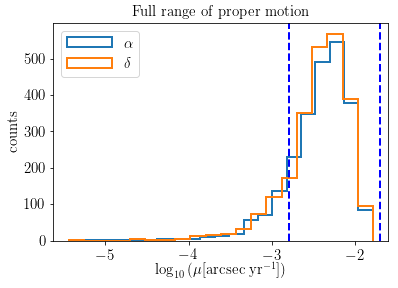 Full range of proper motion
α
δ
counts
500
400
300
200
100
0
−5
−4
−3
−2
log₁₀(μ[arcsec yr⁻¹])